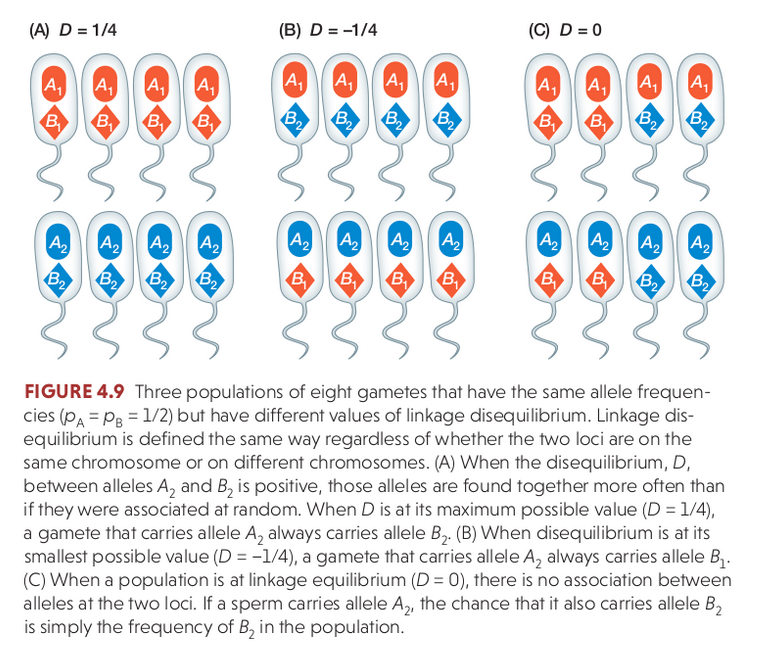 (A) D = 1/4 (B) D = –1/4 (C) D = 0
A1 A1 A1 A1 A1 A1 A1 A1 A1 A1 A1 A1
B1 B1 B1 B1 B2 B2 B2 B2 B1 B1 B2 B2
A2 A2 A2 A2 A2 A2 A2 A2 A2 A2 A2 A2
B2 B2 B2 B2 B1 B1 B1 B1 B1 B1 B2 B2
FIGURE 4.9 Three populations of eight gametes that have the same allele frequen-
cies (pA = pB = 1/2) but have different values of linkage disequilibrium. Linkage dis-
equilibrium is defined the same way regardless of whether the two loci are on the
same chromosome or on different chromosomes. (A) When the disequilibrium, D,
between alleles A2 and B2 is positive, those alleles are found together more often than
if they were associated at random. When D is at its maximum possible value (D = 1/4),
a gamete that carries allele A2 always carries allele B2. (B) When disequilibrium is at its
smallest possible value (D = –1/4), a gamete that carries allele A2 always carries allele B1.
(C) When a population is at linkage equilibrium (D = 0), there is no association between
alleles at the two loci. If a sperm carries allele A2, the chance that it also carries allele B2
is simply the frequency of B2 in the population.